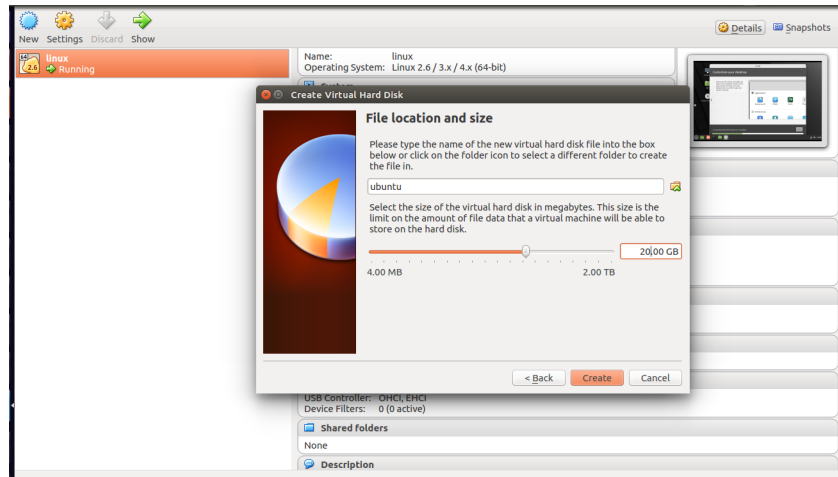 New Settings Discard Show
Details Snapshots
64
2.6
linux
Running
Name: linux
Operating System: Linux 2.6 / 3.x / 4.x (64-bit)
Create Virtual Hard Disk
File location and size
Please type the name of the new virtual hard disk file into the box
below or click on the folder icon to select a different folder to create
the file in.
ubuntu
Select the size of the virtual hard disk in megabytes. This size is the
limit on the amount of file data that a virtual machine will be able to
store on the hard disk.
20,00 GB
4.00 MB 2.00 TB
< Back Create Cancel
USB Controller: OHCI, EHCI
Device Filters: 0 (0 active)
Shared folders
None
Description